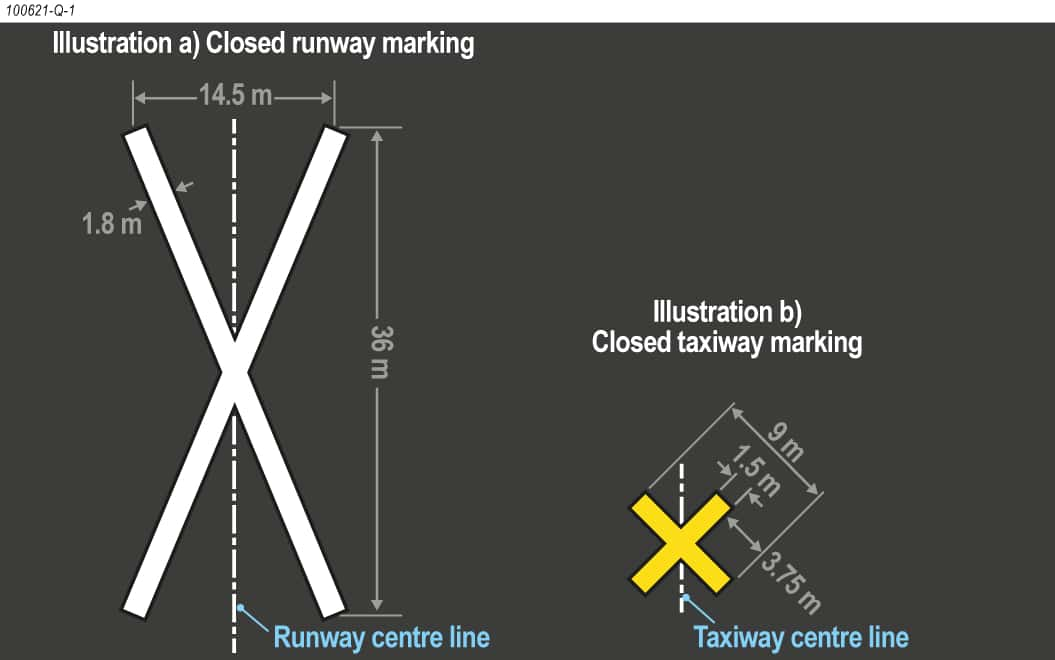 100621-Q-1
Illustration a) Closed runway marking
14.5 m
1.8 m
36 m
Runway centre line
Illustration b)
Closed taxiway marking
9 m
1.5 m
3.75 m
Taxiway centre line